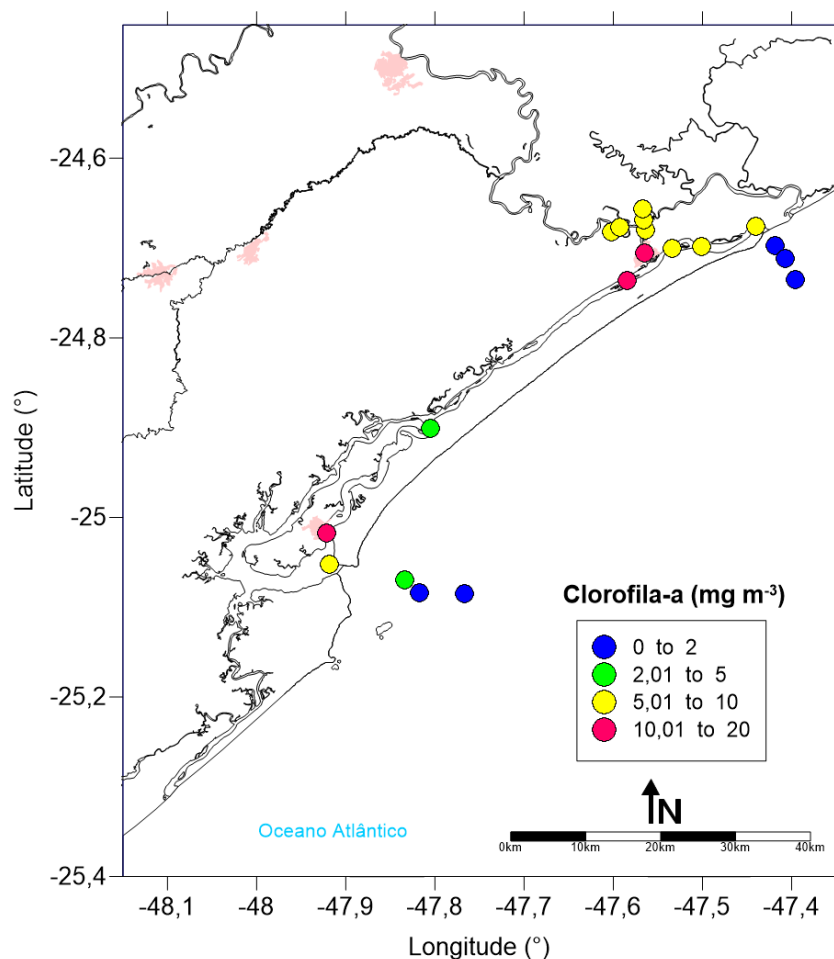 -24,6
-24,8
-25
-25,2
-25,4
Latitude (°)
Clorofila-a (mg m⁻³)
0 to 2
2,01 to 5
5,01 to 10
10,01 to 20
N
0km 10km 20km 30km 40km
Oceano Atlântico
-48,1 -48 -47,9 -47,8 -47,7 -47,6 -47,5 -47,4
Longitude (°)